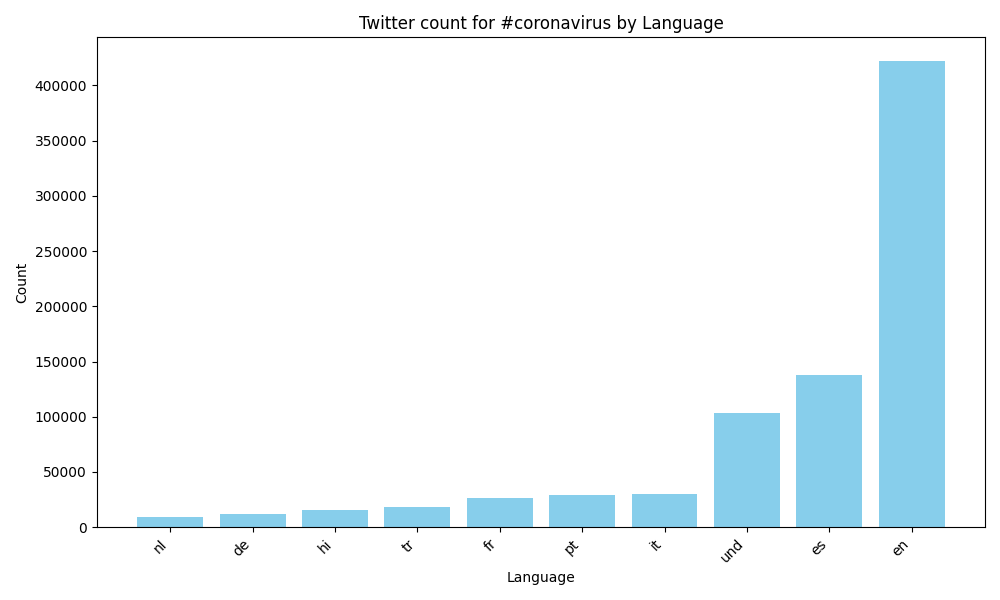 Twitter count for #coronavirus by Language
Count
400000
350000
300000
250000
200000
150000
100000
50000
0
nl
de
hi
tr
fr
pt
it
und
es
en
Language